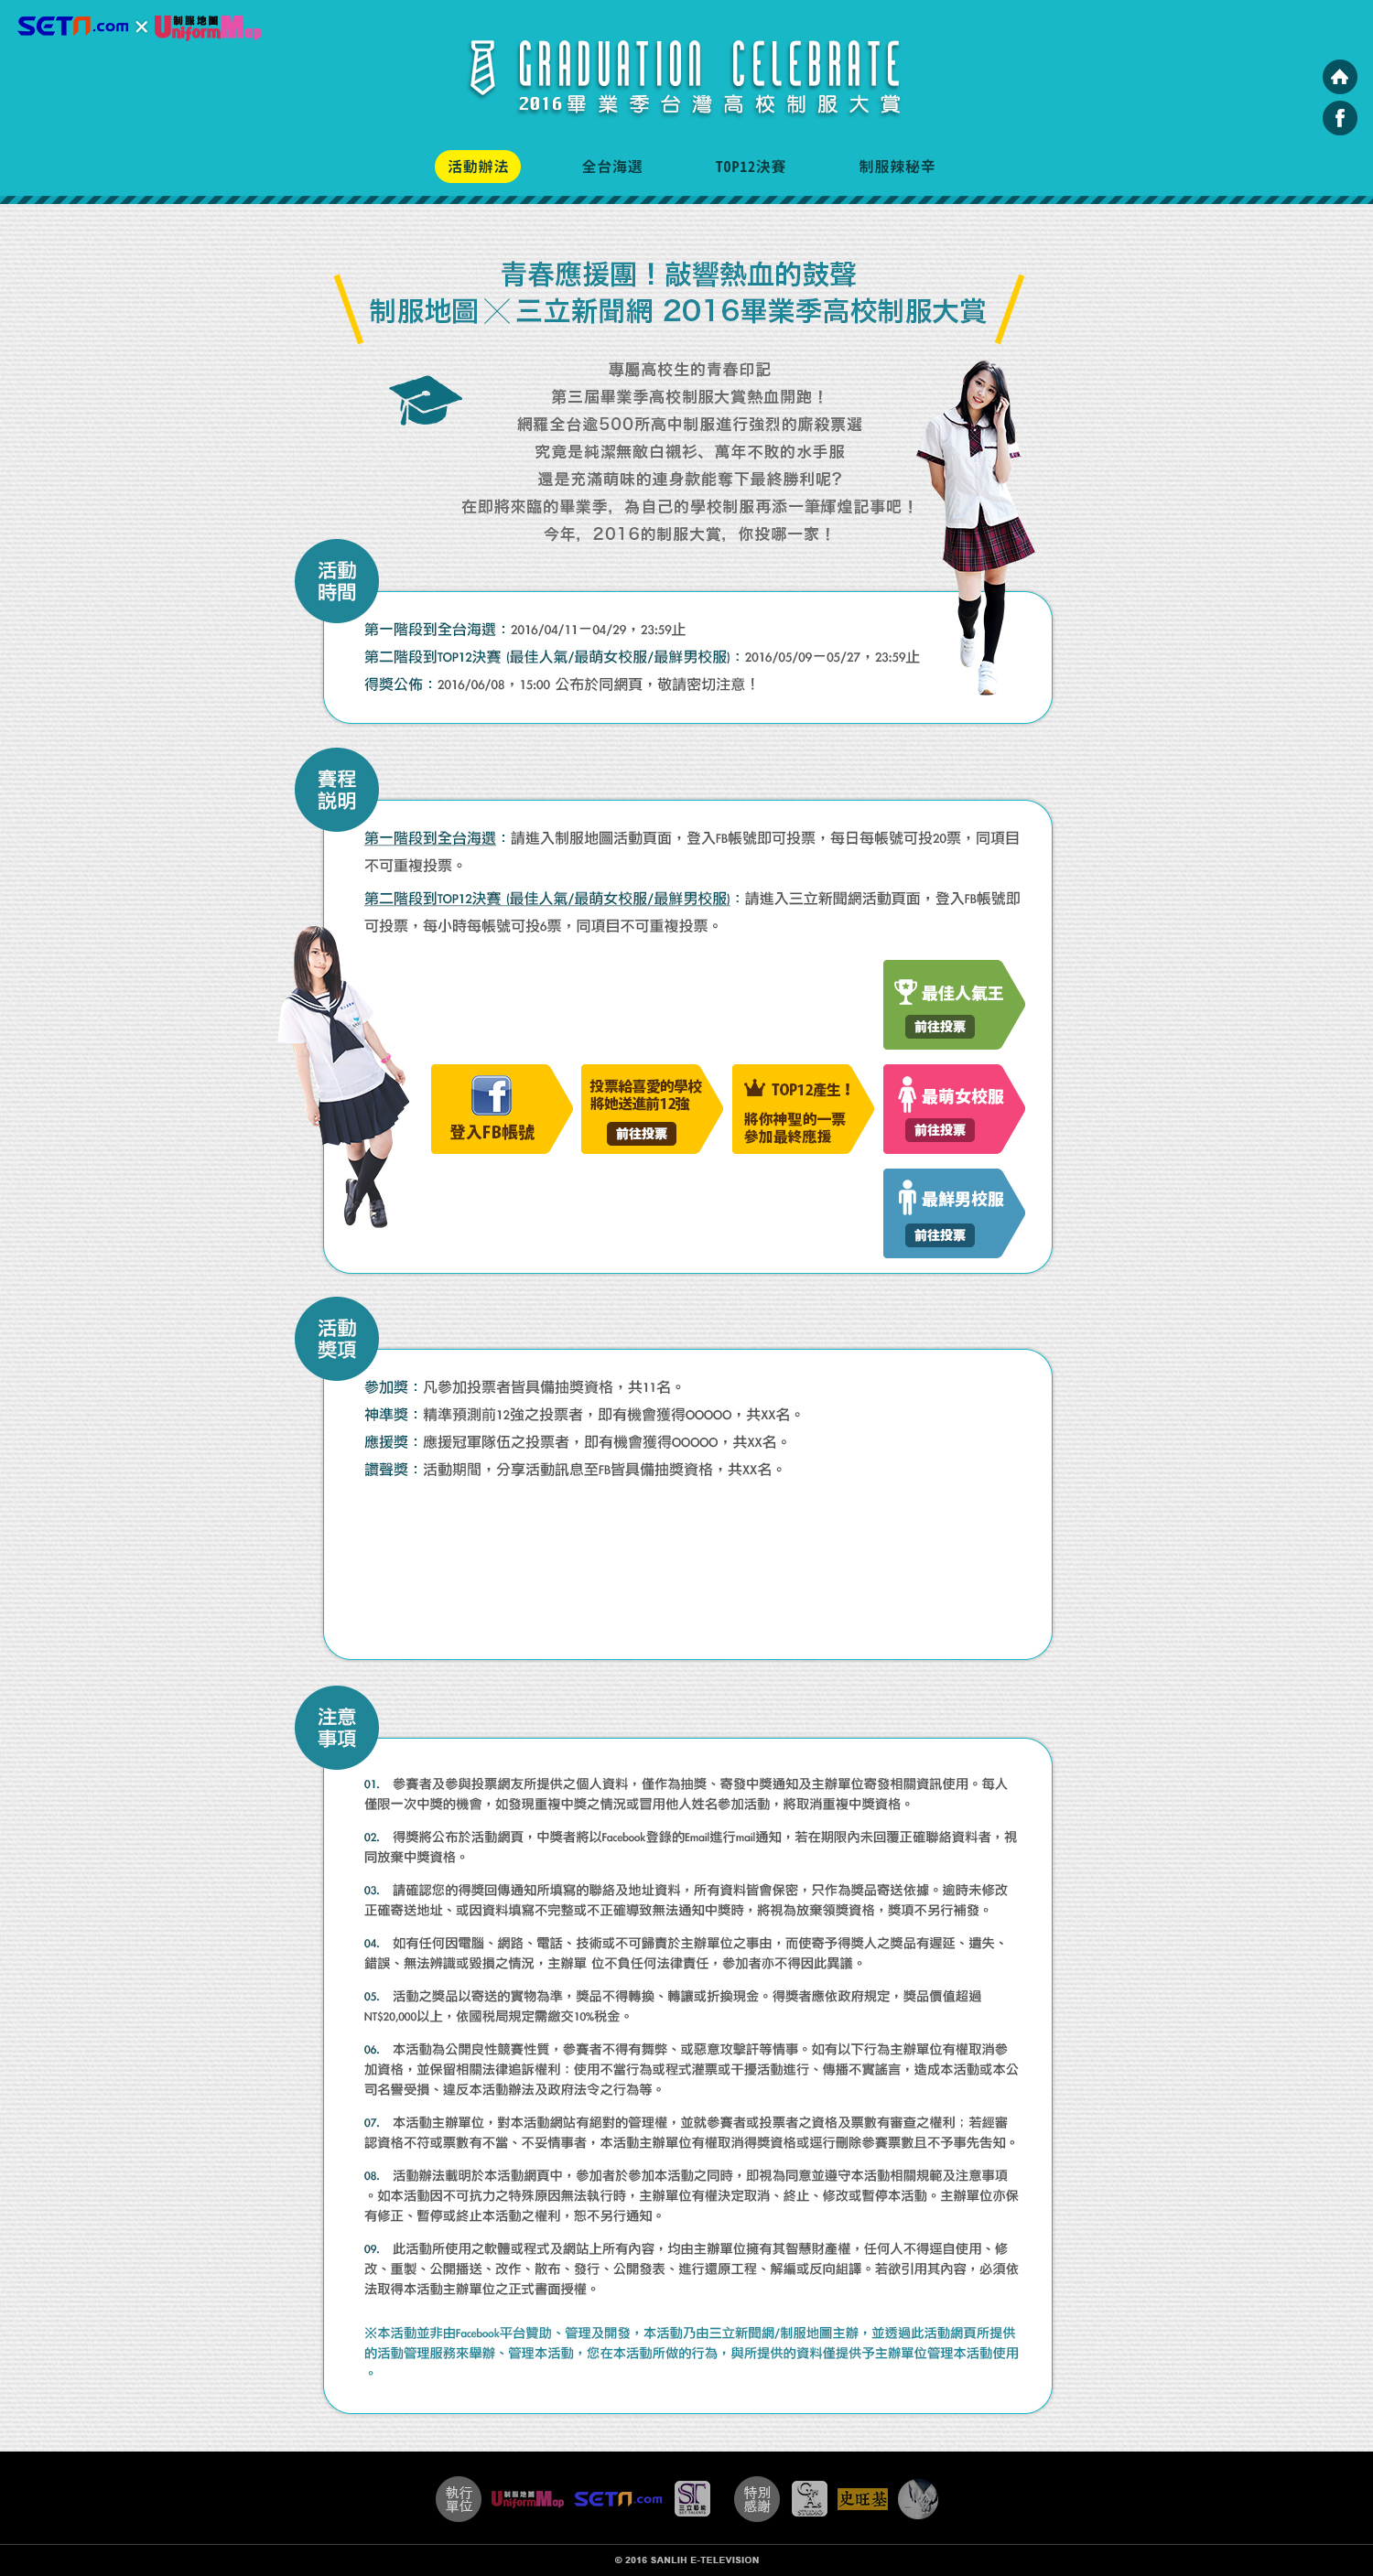 SETn.com × 制服地圖 UniformMap
GRADUATION CELEBRATE
2016畢業季台灣高校制服大賞
活動辦法 全台海選 TOP12決賽 制服辣秘辛
青春應援團！敲響熱血的鼓聲
制服地圖╳三立新聞網 2016畢業季高校制服大賞
專屬高校生的青春印記
第三屆畢業季高校制服大賞熱血開跑！
網羅全台逾500所高中制服進行強烈的廝殺票選
究竟是純潔無敵白襯衫、萬年不敗的水手服
還是充滿萌味的連身款能奪下最終勝利呢？
在即將來臨的畢業季，為自己的學校制服再添一筆輝煌記事吧！
今年，2016的制服大賞，你投哪一家！
活動
時間
第一階段到全台海選：2016/04/11－04/29，23:59止
第二階段到TOP12決賽 (最佳人氣/最萌女校服/最鮮男校服)：2016/05/09－05/27，23:59止
得獎公佈：2016/06/08，15:00 公布於同網頁，敬請密切注意！
賽程
説明
第一階段到全台海選：請進入制服地圖活動頁面，登入FB帳號即可投票，每日每帳號可投20票，同項目
不可重複投票。
第二階段到TOP12決賽 (最佳人氣/最萌女校服/最鮮男校服)：請進入三立新聞網活動頁面，登入FB帳號即
可投票，每小時每帳號可投6票，同項目不可重複投票。
最佳人氣王
前往投票
登入FB帳號
投票給喜愛的學校
將她送進前12強
前往投票
TOP12產生！
將你神聖的一票
參加最終應援
最萌女校服
前往投票
最鮮男校服
前往投票
活動
獎項
參加獎：凡參加投票者皆具備抽獎資格，共11名。
神準獎：精準預測前12強之投票者，即有機會獲得OOOOO，共XX名。
應援獎：應援冠軍隊伍之投票者，即有機會獲得OOOOO，共XX名。
讚聲獎：活動期間，分享活動訊息至FB皆具備抽獎資格，共XX名。
注意
事項
01. 參賽者及參與投票網友所提供之個人資料，僅作為抽獎、寄發中獎通知及主辦單位寄發相關資訊使用。每人
僅限一次中獎的機會，如發現重複中獎之情況或冒用他人姓名參加活動，將取消重複中獎資格。
02. 得獎將公布於活動網頁，中獎者將以Facebook登錄的Email進行mail通知，若在期限內未回覆正確聯絡資料者，視
同放棄中獎資格。
03. 請確認您的得獎回傳通知所填寫的聯絡及地址資料，所有資料皆會保密，只作為獎品寄送依據。逾時未修改
正確寄送地址、或因資料填寫不完整或不正確導致無法通知中獎時，將視為放棄領獎資格，獎項不另行補發。
04. 如有任何因電腦、網路、電話、技術或不可歸責於主辦單位之事由，而使寄予得獎人之獎品有遲延、遺失、
錯誤、無法辨識或毀損之情況，主辦單 位不負任何法律責任，參加者亦不得因此異議。
05. 活動之獎品以寄送的實物為準，獎品不得轉換、轉讓或折換現金。得獎者應依政府規定，獎品價值超過
NT$20,000以上，依國税局規定需繳交10%税金。
06. 本活動為公開良性競賽性質，參賽者不得有舞弊、或惡意攻擊訐等情事。如有以下行為主辦單位有權取消參
加資格，並保留相關法律追訴權利：使用不當行為或程式灌票或干擾活動進行、傳播不實謠言，造成本活動或本公
司名譽受損、違反本活動辦法及政府法令之行為等。
07. 本活動主辦單位，對本活動網站有絕對的管理權，並就參賽者或投票者之資格及票數有審查之權利；若經審
認資格不符或票數有不當、不妥情事者，本活動主辦單位有權取消得獎資格或逕行刪除參賽票數且不予事先告知。
08. 活動辦法載明於本活動網頁中，參加者於參加本活動之同時，即視為同意並遵守本活動相關規範及注意事項
。如本活動因不可抗力之特殊原因無法執行時，主辦單位有權決定取消、終止、修改或暫停本活動。主辦單位亦保
有修正、暫停或終止本活動之權利，恕不另行通知。
09. 此活動所使用之軟體或程式及網站上所有內容，均由主辦單位擁有其智慧財產權，任何人不得逕自使用、修
改、重製、公開播送、改作、散布、發行、公開發表、進行還原工程、解編或反向組譯。若欲引用其內容，必須依
法取得本活動主辦單位之正式書面授權。
※本活動並非由Facebook平台贊助、管理及開發，本活動乃由三立新聞網/制服地圖主辦，並透過此活動網頁所提供
的活動管理服務來舉辦、管理本活動，您在本活動所做的行為，與所提供的資料僅提供予主辦單位管理本活動使用
。
執行
單位
制服地圖 UniformMap SETn.com
三立藝能
SET TALENTS
特別
感謝
STUDIO
史旺基
© 2016 SANLIH E-TELEVISION